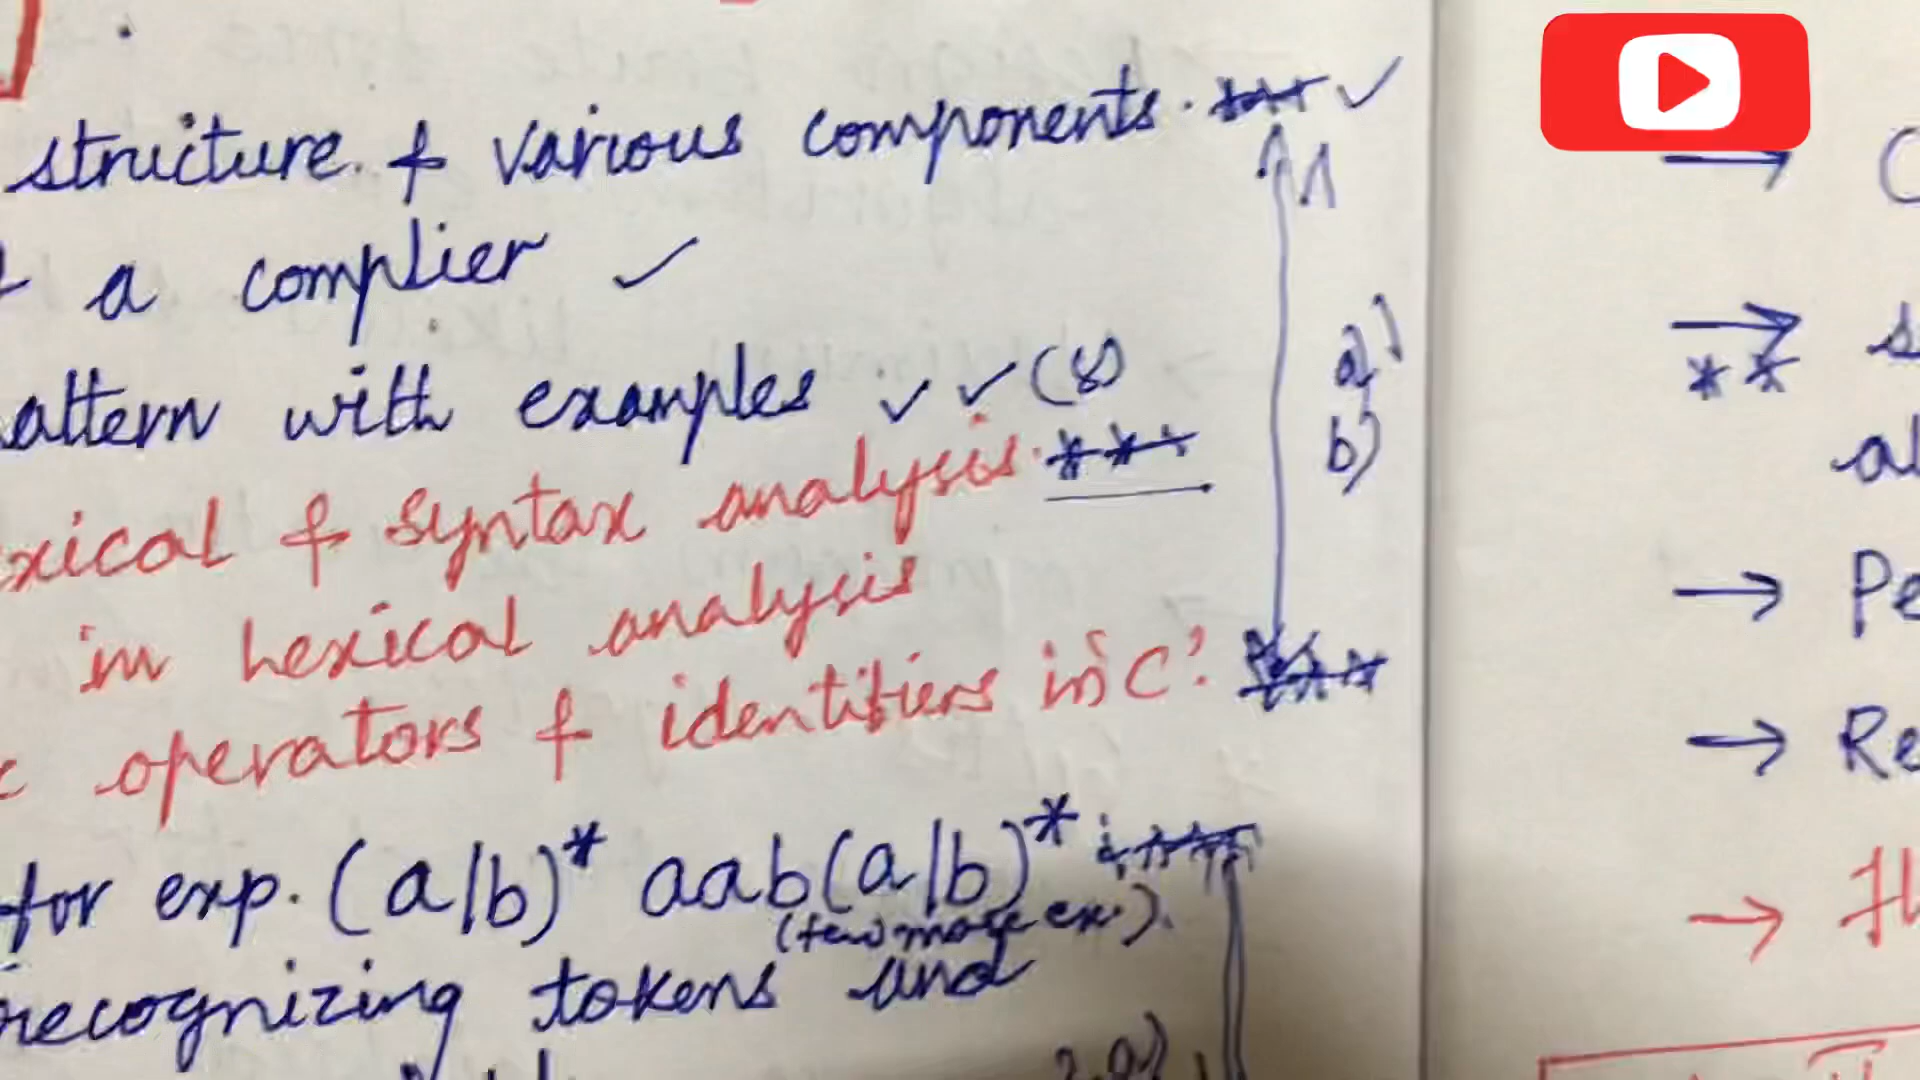 structure. & various components. *** ✓
a complier ✓
attern with examples ✓ ✓ (8)
a)
xical & syntax analysis. ***
b)
in Lexical analysis
operators & identifiers in 'C'. ***
for exp. (a|b)* aab(a|b)* ; ***
(few more ex.).
recognizing tokens and
2.a)
→ C
→ s
**
al
→ Pe
→ Re
→